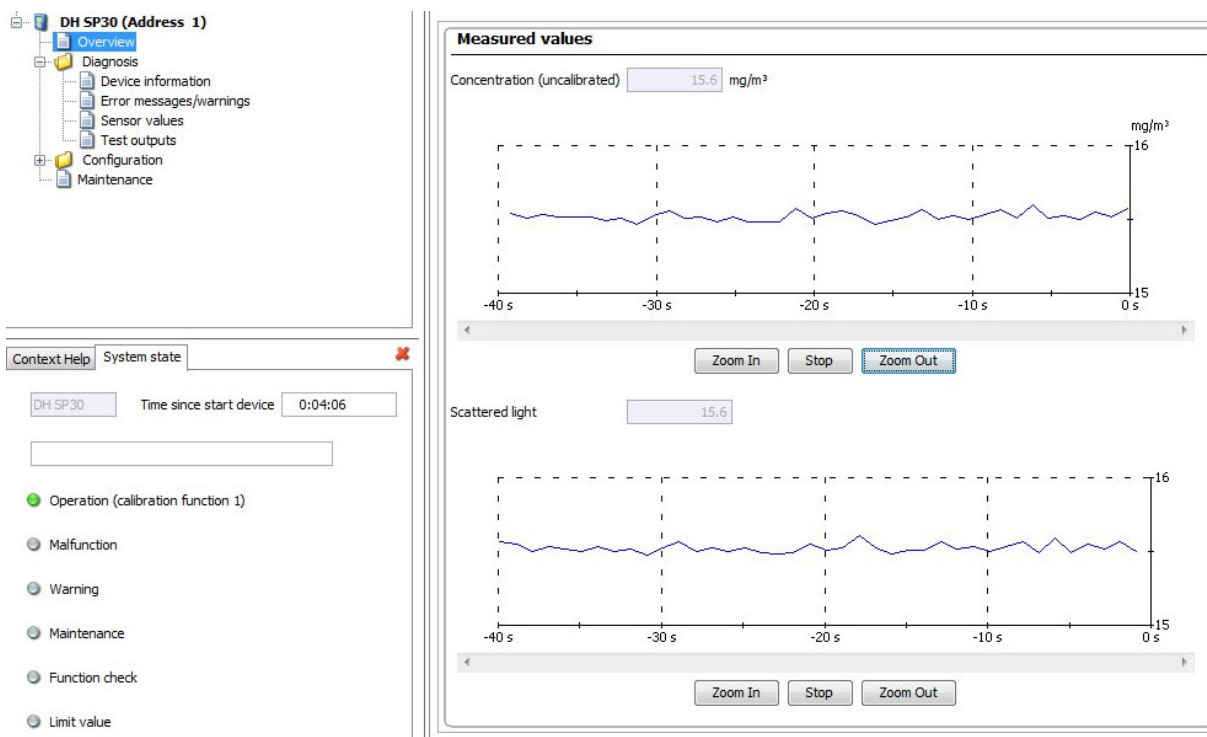 DH SP30 (Address 1)
Overview
Diagnosis
Device information
Error messages/warnings
Sensor values
Test outputs
Configuration
Maintenance
Context Help System state
DH SP30 Time since start device 0:04:06
Operation (calibration function 1)
Malfunction
Warning
Maintenance
Function check
Limit value
Measured values
Concentration (uncalibrated) 15.6 mg/m³
mg/m³
16
15
-40 s -30 s -20 s -10 s 0 s
Zoom In Stop Zoom Out
Scattered light 15.6
16
15
-40 s -30 s -20 s -10 s 0 s
Zoom In Stop Zoom Out